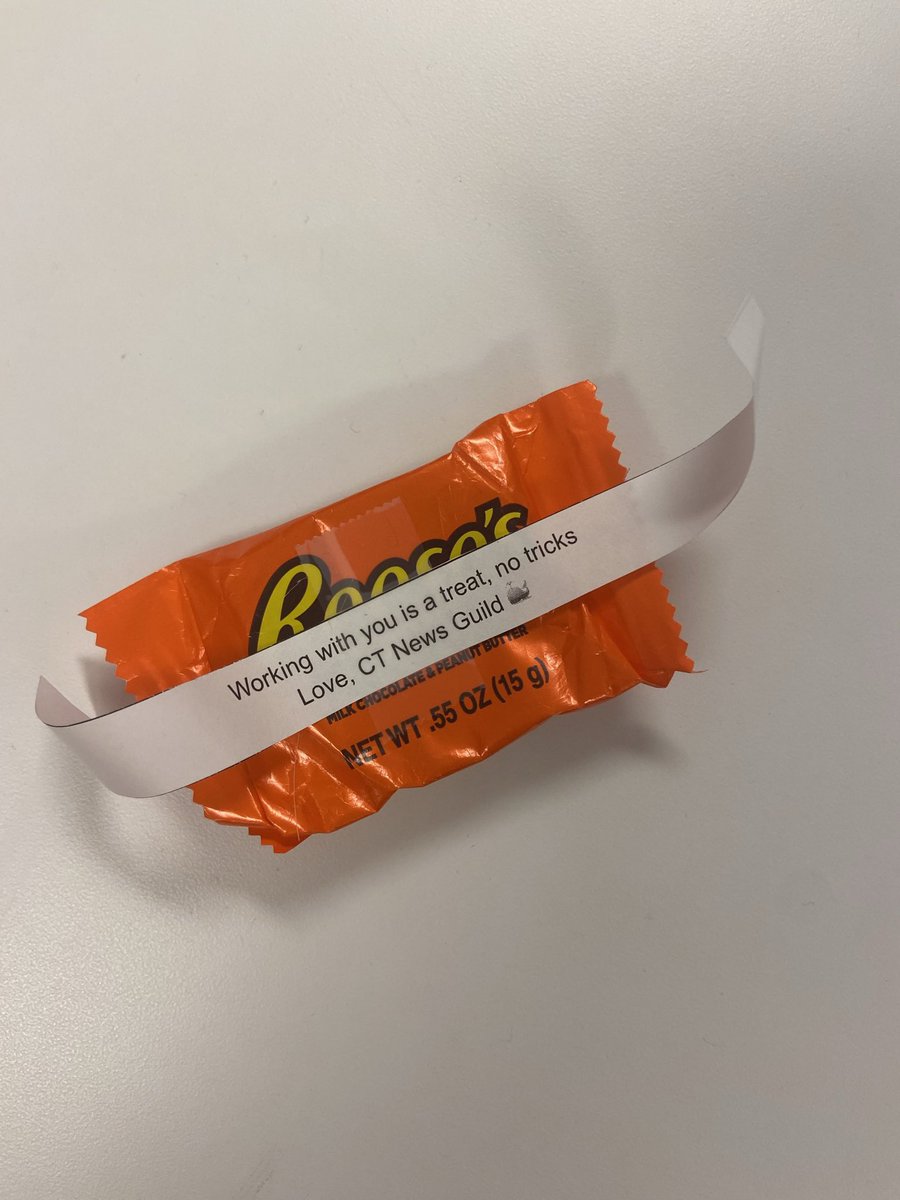 Reese's
Working with you is a treat, no tricks
Love, CT News Guild
MILK CHOCOLATE & PEANUT BUTTER
NET WT .55 OZ (15 g)